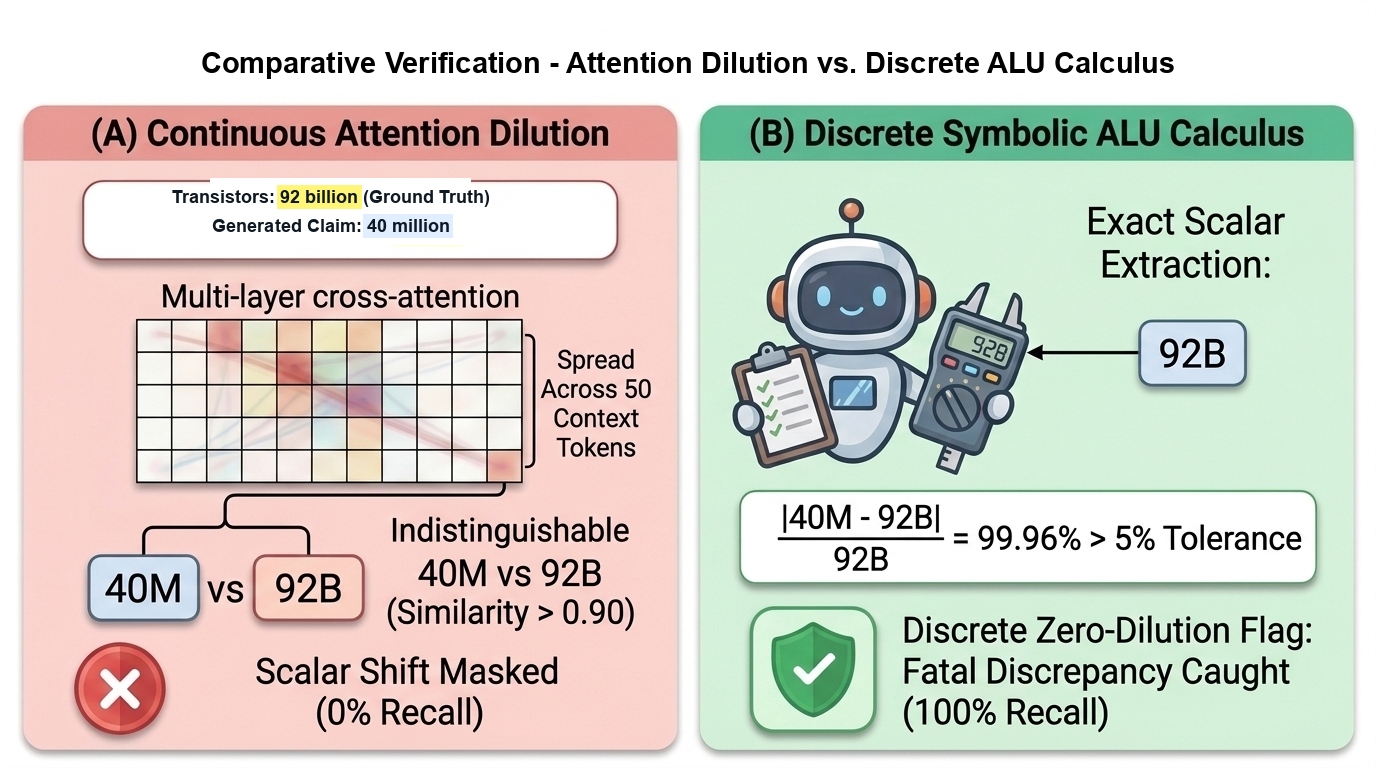 Comparative Verification - Attention Dilution vs. Discrete ALU Calculus
(A) Continuous Attention Dilution
Transistors: 92 billion (Ground Truth)
Generated Claim: 40 million
Multi-layer cross-attention
Spread
Across 50
Context
Tokens
40M vs 92B
Indistinguishable
40M vs 92B
(Similarity > 0.90)
Scalar Shift Masked
(0% Recall)
(B) Discrete Symbolic ALU Calculus
Exact Scalar
Extraction:
92B
92B
|40M - 92B|
92B
= 99.96% > 5% Tolerance
Discrete Zero-Dilution Flag:
Fatal Discrepancy Caught
(100% Recall)